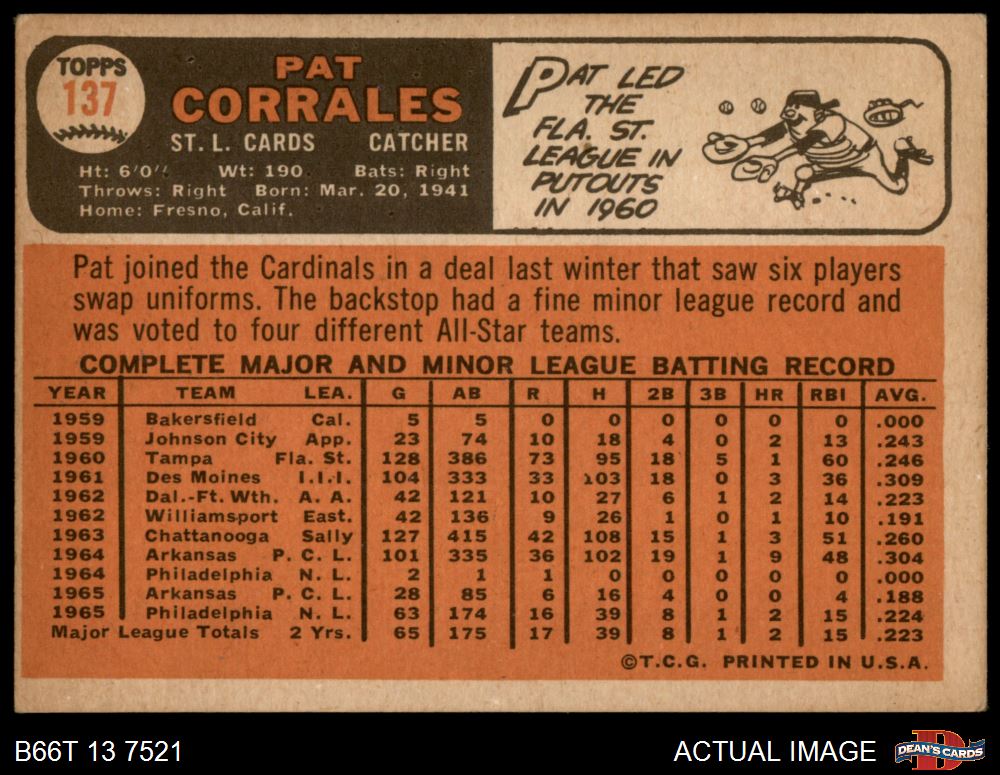 TOPPS
137
PAT
CORRALES
ST. L. CARDS CATCHER
Ht: 6'0" Wt: 190 Bats: Right
Throws: Right Born: Mar. 20, 1941
Home: Fresno, Calif.
PAT LED
THE
FLA. ST.
LEAGUE IN
PUTOUTS
IN 1960
Pat joined the Cardinals in a deal last winter that saw six players
swap uniforms. The backstop had a fine minor league record and
was voted to four different All-Star teams.
COMPLETE MAJOR AND MINOR LEAGUE BATTING RECORD
YEAR TEAM LEA. G AB R H 2B 3B HR RBI AVG.
1959 Bakersfield Cal. 5 5 0 0 0 0 0 0 .000
1959 Johnson City App. 23 74 10 18 4 0 2 13 .243
1960 Tampa Fla. St. 128 386 73 95 18 5 1 60 .246
1961 Des Moines I.I.I. 104 333 33 103 18 0 3 36 .309
1962 Dal.-Ft. Wth. A. A. 42 121 10 27 6 1 2 14 .223
1962 Williamsport East. 42 136 9 26 1 0 1 10 .191
1963 Chattanooga Sally 127 415 42 108 15 1 3 51 .260
1964 Arkansas P. C. L. 101 335 36 102 19 1 9 48 .304
1964 Philadelphia N. L. 2 1 1 0 0 0 0 0 .000
1965 Arkansas P. C. L. 28 85 6 16 4 0 0 4 .188
1965 Philadelphia N. L. 63 174 16 39 8 1 2 15 .224
Major League Totals 2 Yrs. 65 175 17 39 8 1 2 15 .223
©T.C.G. PRINTED IN U.S.A.
B66T 13 7521 ACTUAL IMAGE
D
DEAN'S CARDS